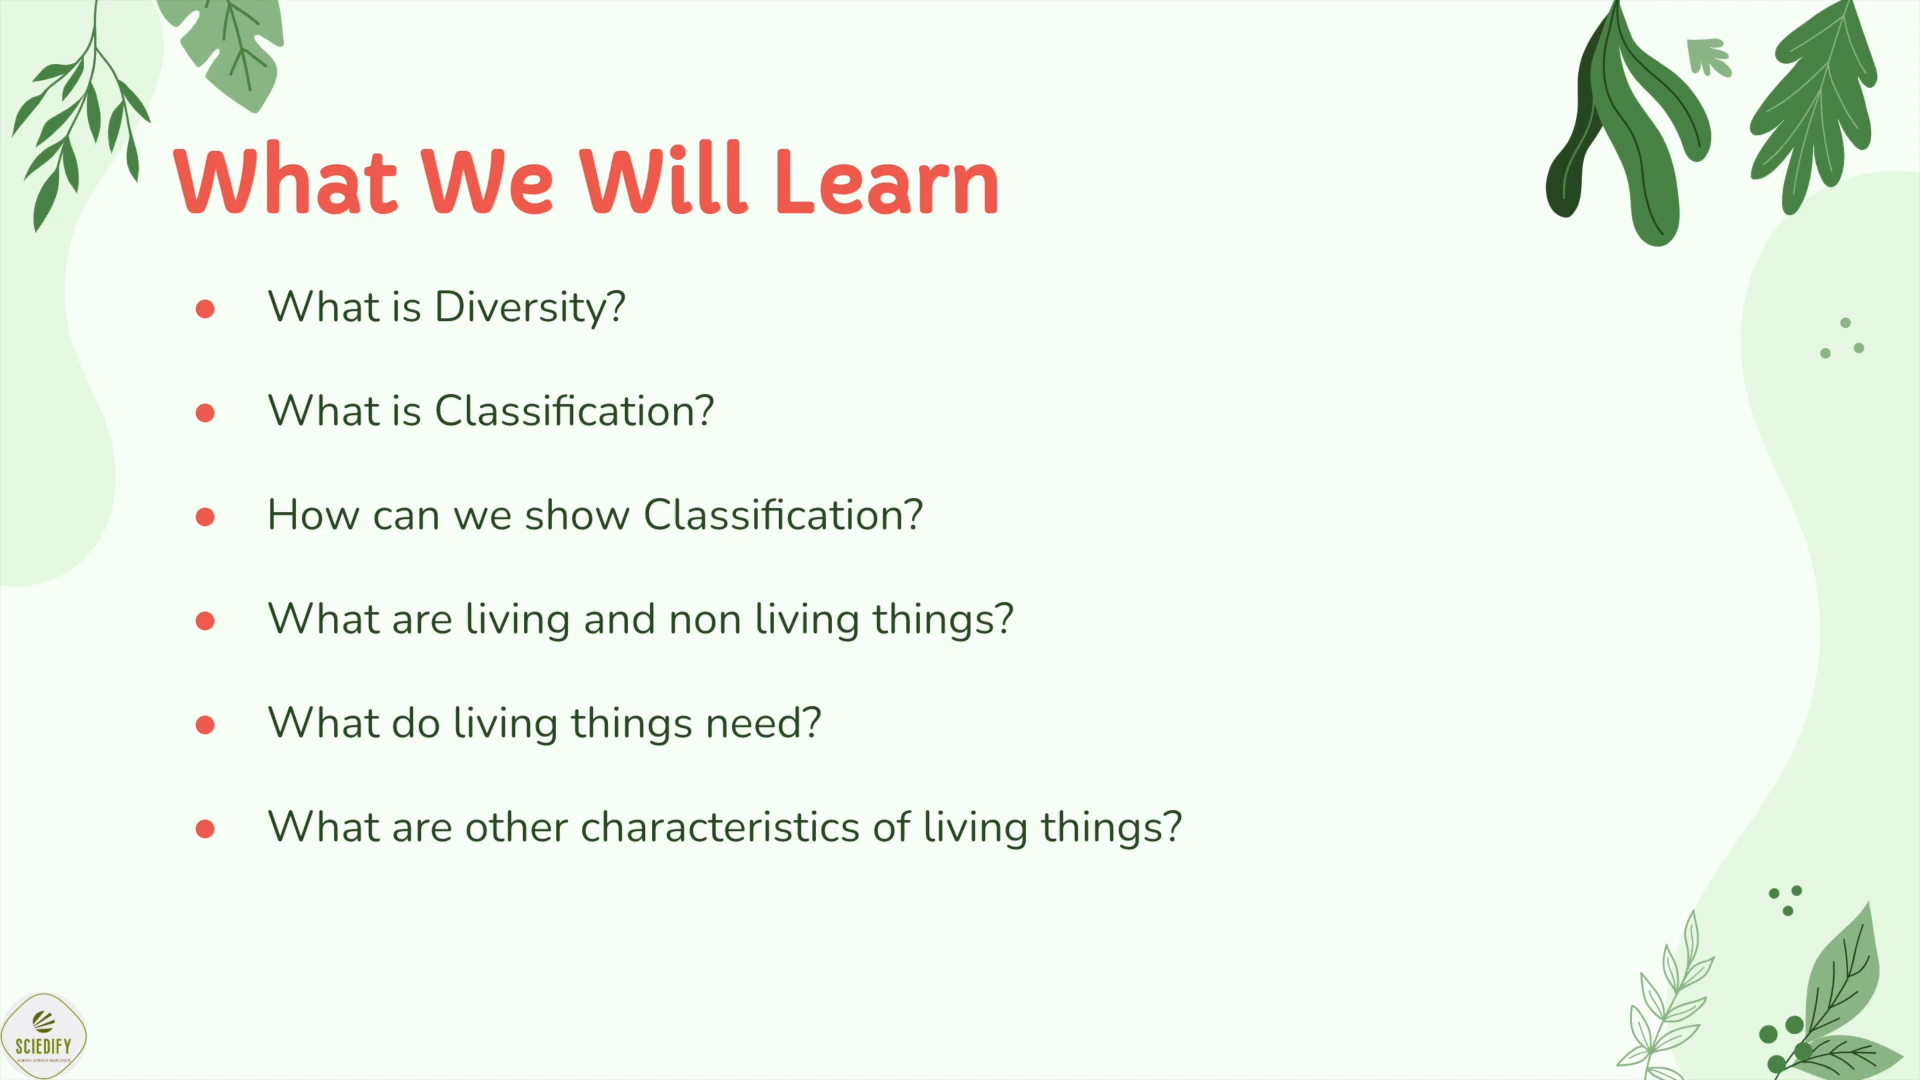 What We Will Learn
● What is Diversity?
● What is Classification?
● How can we show Classification?
● What are living and non living things?
● What do living things need?
● What are other characteristics of living things?
SCIEDIFY